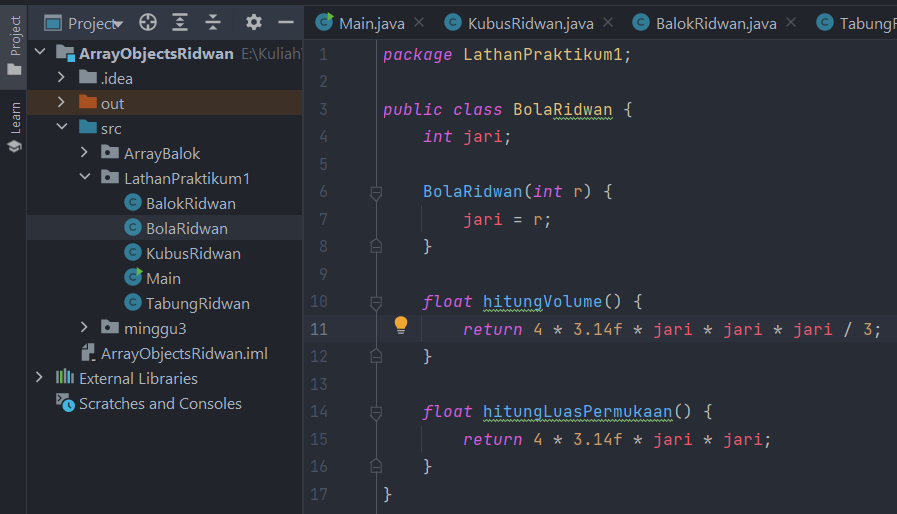 Project
Learn
Project
ArrayObjectsRidwan E:\Kuliah
.idea
out
src
ArrayBalok
LathanPraktikum1
BalokRidwan
BolaRidwan
KubusRidwan
Main
TabungRidwan
minggu3
ArrayObjectsRidwan.iml
External Libraries
Scratches and Consoles
Main.java KubusRidwan.java BalokRidwan.java TabungR
1 package LathanPraktikum1;
2
3 public class BolaRidwan {
4 int jari;
5
6 BolaRidwan(int r) {
7 jari = r;
8 }
9
10 float hitungVolume() {
11 return 4 * 3.14f * jari * jari * jari / 3;
12 }
13
14 float hitungLuasPermukaan() {
15 return 4 * 3.14f * jari * jari;
16 }
17 }